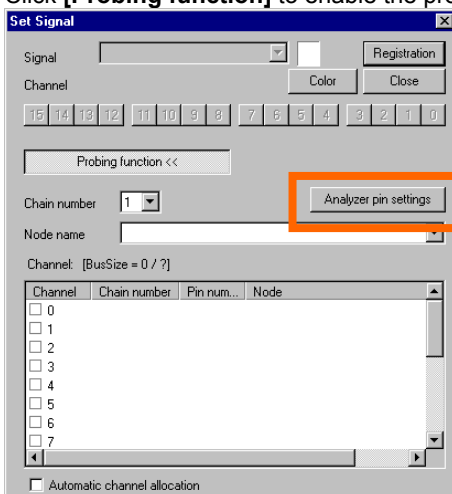 Click [Probing function] to enable the pro
Set Signal
Signal Registration
Channel Color Close
15 14 13 12 11 10 9 8 7 6 5 4 3 2 1 0
Probing function <<
Chain number 1 Analyzer pin settings
Node name
Channel: [BusSize = 0 / ?]
Channel Chain number Pin num... Node
0
1
2
3
4
5
6
7
Automatic channel allocation